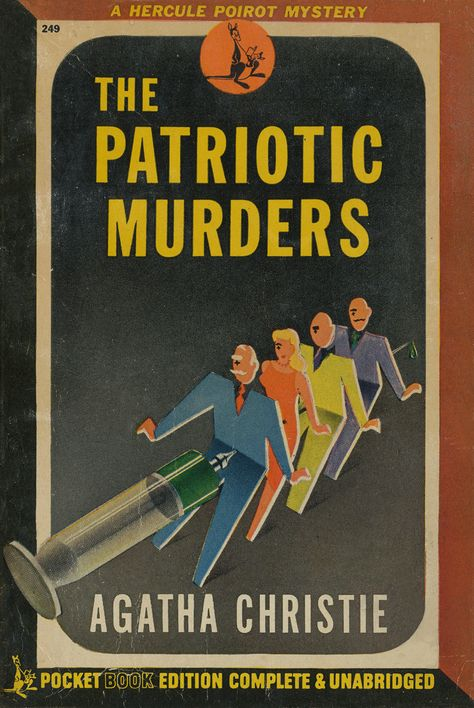 A HERCULE POIROT MYSTERY
249
THE
PATRIOTIC
MURDERS
AGATHA CHRISTIE
POCKET BOOK EDITION COMPLETE & UNABRIDGED